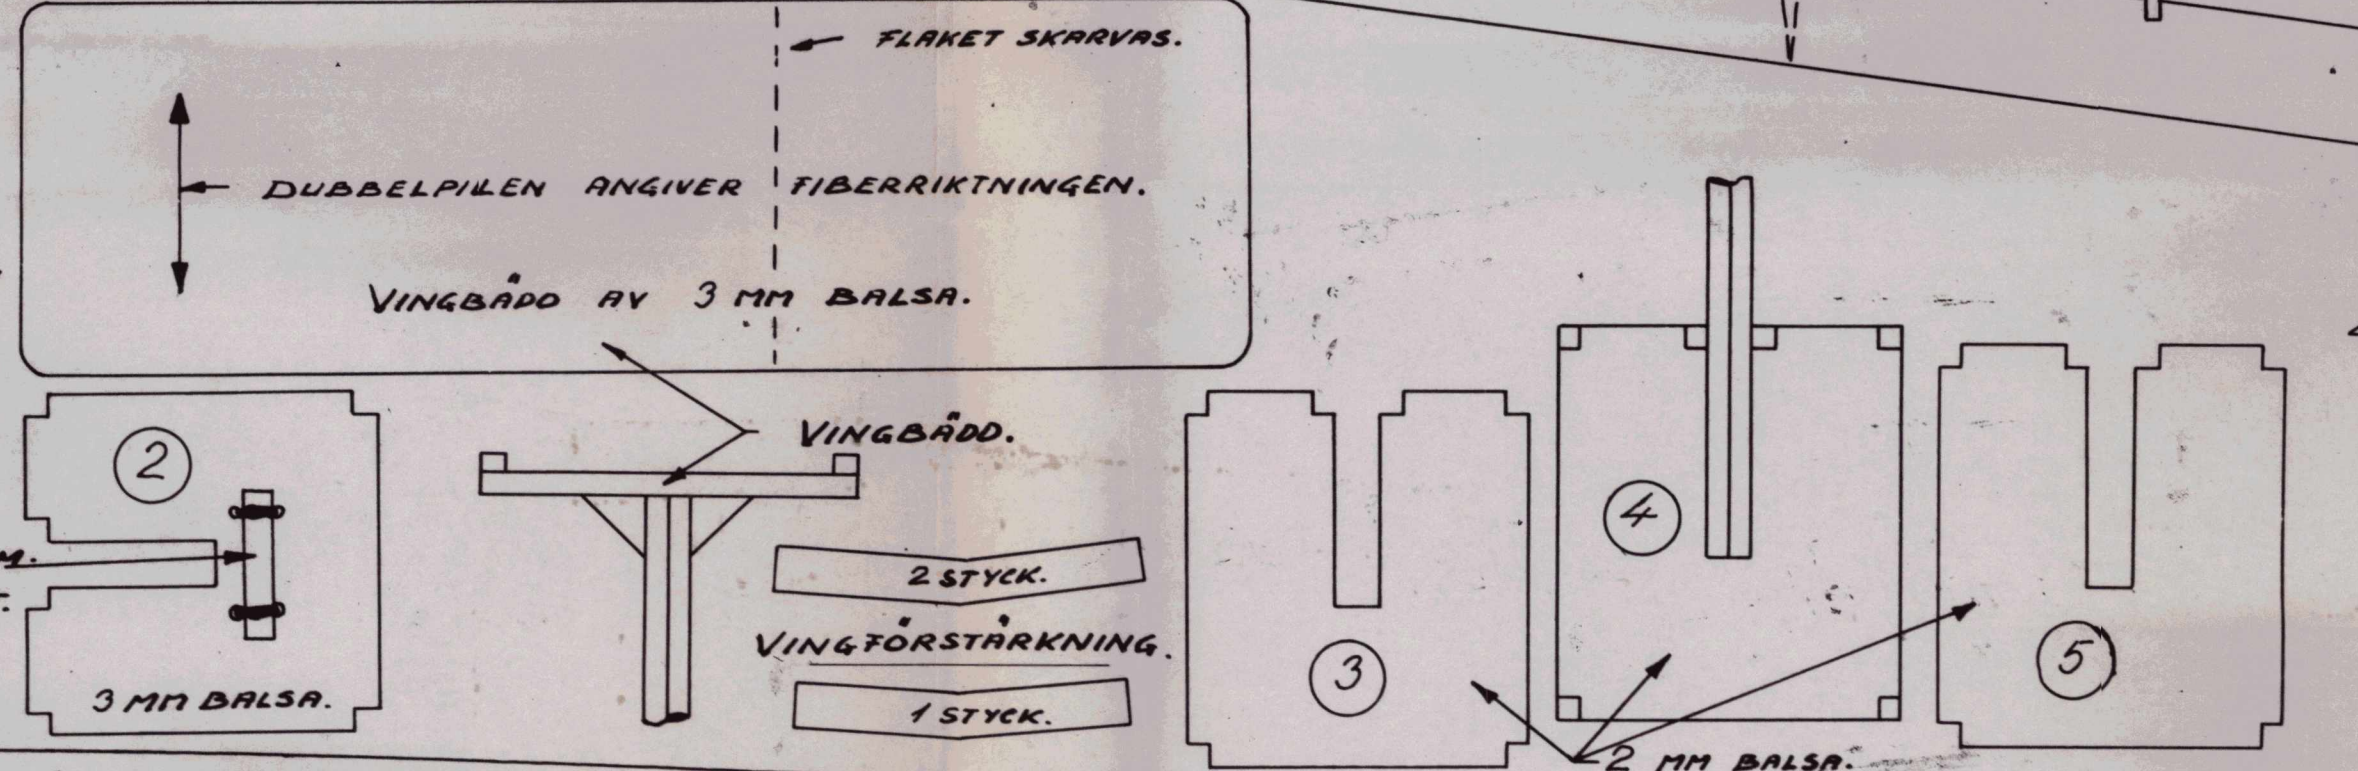 FLAKET SKARVAS.
DUBBELPILEN ANGIVER FIBERRIKTNINGEN.
VINGBÄDD AV 3 MM BALSA.
VINGBÄDD.
2
3 MM BALSA.
2 STYCK.
VINGFÖRSTÄRKNING.
1 STYCK.
3
4
5
2 MM BALSA.